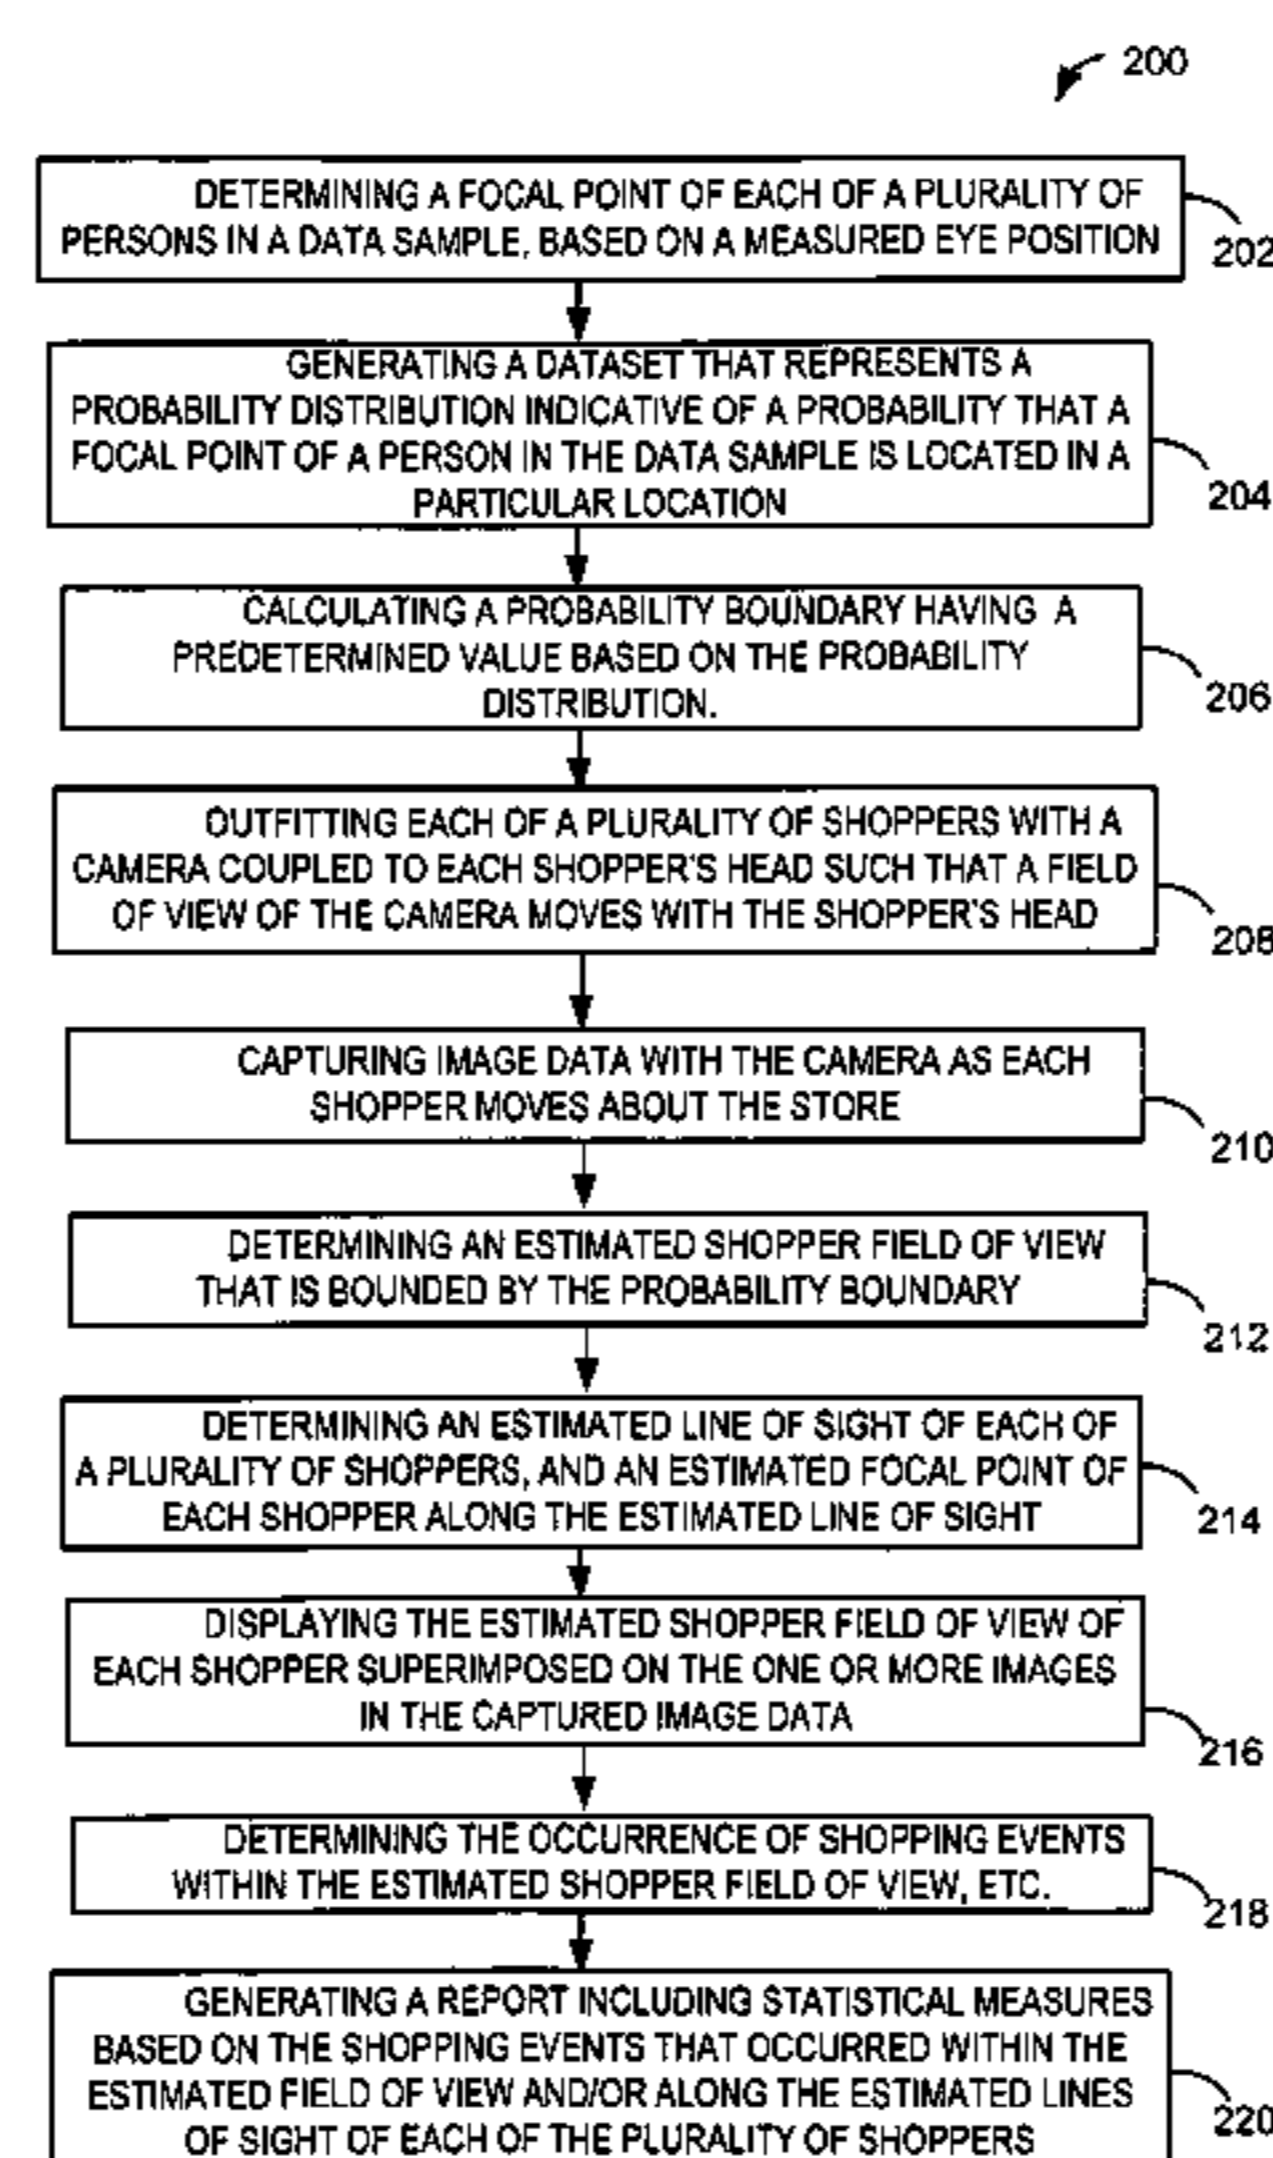 200
DETERMINING A FOCAL POINT OF EACH OF A PLURALITY OF
PERSONS IN A DATA SAMPLE, BASED ON A MEASURED EYE POSITION
202
GENERATING A DATASET THAT REPRESENTS A
PROBABILITY DISTRIBUTION INDICATIVE OF A PROBABILITY THAT A
FOCAL POINT OF A PERSON IN THE DATA SAMPLE IS LOCATED IN A
PARTICULAR LOCATION
204
CALCULATING A PROBABILITY BOUNDARY HAVING A
PREDETERMINED VALUE BASED ON THE PROBABILITY
DISTRIBUTION.
206
OUTFITTING EACH OF A PLURALITY OF SHOPPERS WITH A
CAMERA COUPLED TO EACH SHOPPER'S HEAD SUCH THAT A FIELD
OF VIEW OF THE CAMERA MOVES WITH THE SHOPPER'S HEAD
208
CAPTURING IMAGE DATA WITH THE CAMERA AS EACH
SHOPPER MOVES ABOUT THE STORE
210
DETERMINING AN ESTIMATED SHOPPER FIELD OF VIEW
THAT IS BOUNDED BY THE PROBABILITY BOUNDARY
212
DETERMINING AN ESTIMATED LINE OF SIGHT OF EACH OF
A PLURALITY OF SHOPPERS, AND AN ESTIMATED FOCAL POINT OF
EACH SHOPPER ALONG THE ESTIMATED LINE OF SIGHT
214
DISPLAYING THE ESTIMATED SHOPPER FIELD OF VIEW OF
EACH SHOPPER SUPERIMPOSED ON THE ONE OR MORE IMAGES
IN THE CAPTURED IMAGE DATA
216
DETERMINING THE OCCURRENCE OF SHOPPING EVENTS
WITHIN THE ESTIMATED SHOPPER FIELD OF VIEW, ETC.
218
GENERATING A REPORT INCLUDING STATISTICAL MEASURES
BASED ON THE SHOPPING EVENTS THAT OCCURRED WITHIN THE
ESTIMATED FIELD OF VIEW AND/OR ALONG THE ESTIMATED LINES
OF SIGHT OF EACH OF THE PLURALITY OF SHOPPERS
220